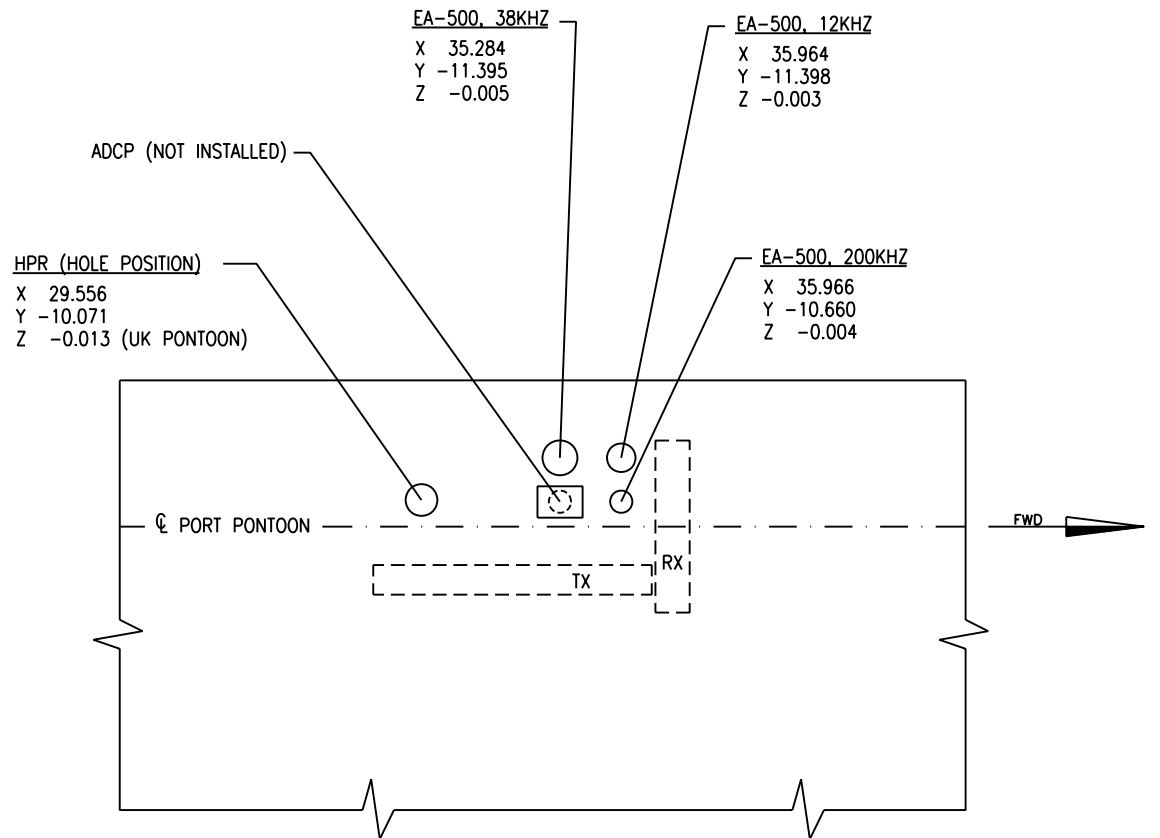 EA-500, 38KHZ
X 35.284
Y -11.395
Z -0.005
EA-500, 12KHZ
X 35.964
Y -11.398
Z -0.003
ADCP (NOT INSTALLED)
HPR (HOLE POSITION)
X 29.556
Y -10.071
Z -0.013 (UK PONTOON)
EA-500, 200KHZ
X 35.966
Y -10.660
Z -0.004
℄ PORT PONTOON
FWD
RX
TX